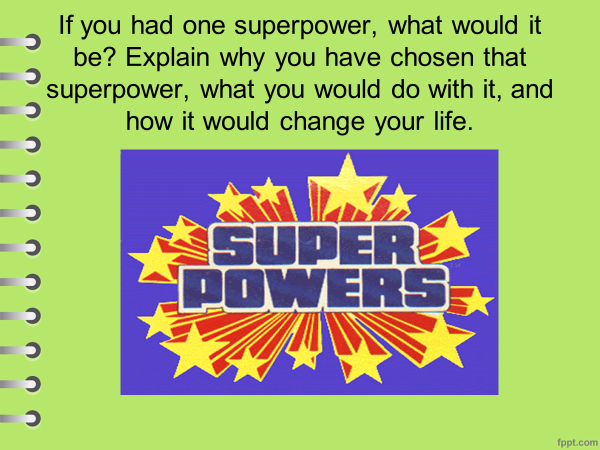 If you had one superpower, what would it
be? Explain why you have chosen that
superpower, what you would do with it, and
how it would change your life.
SUPER
POWERS
fppt.com